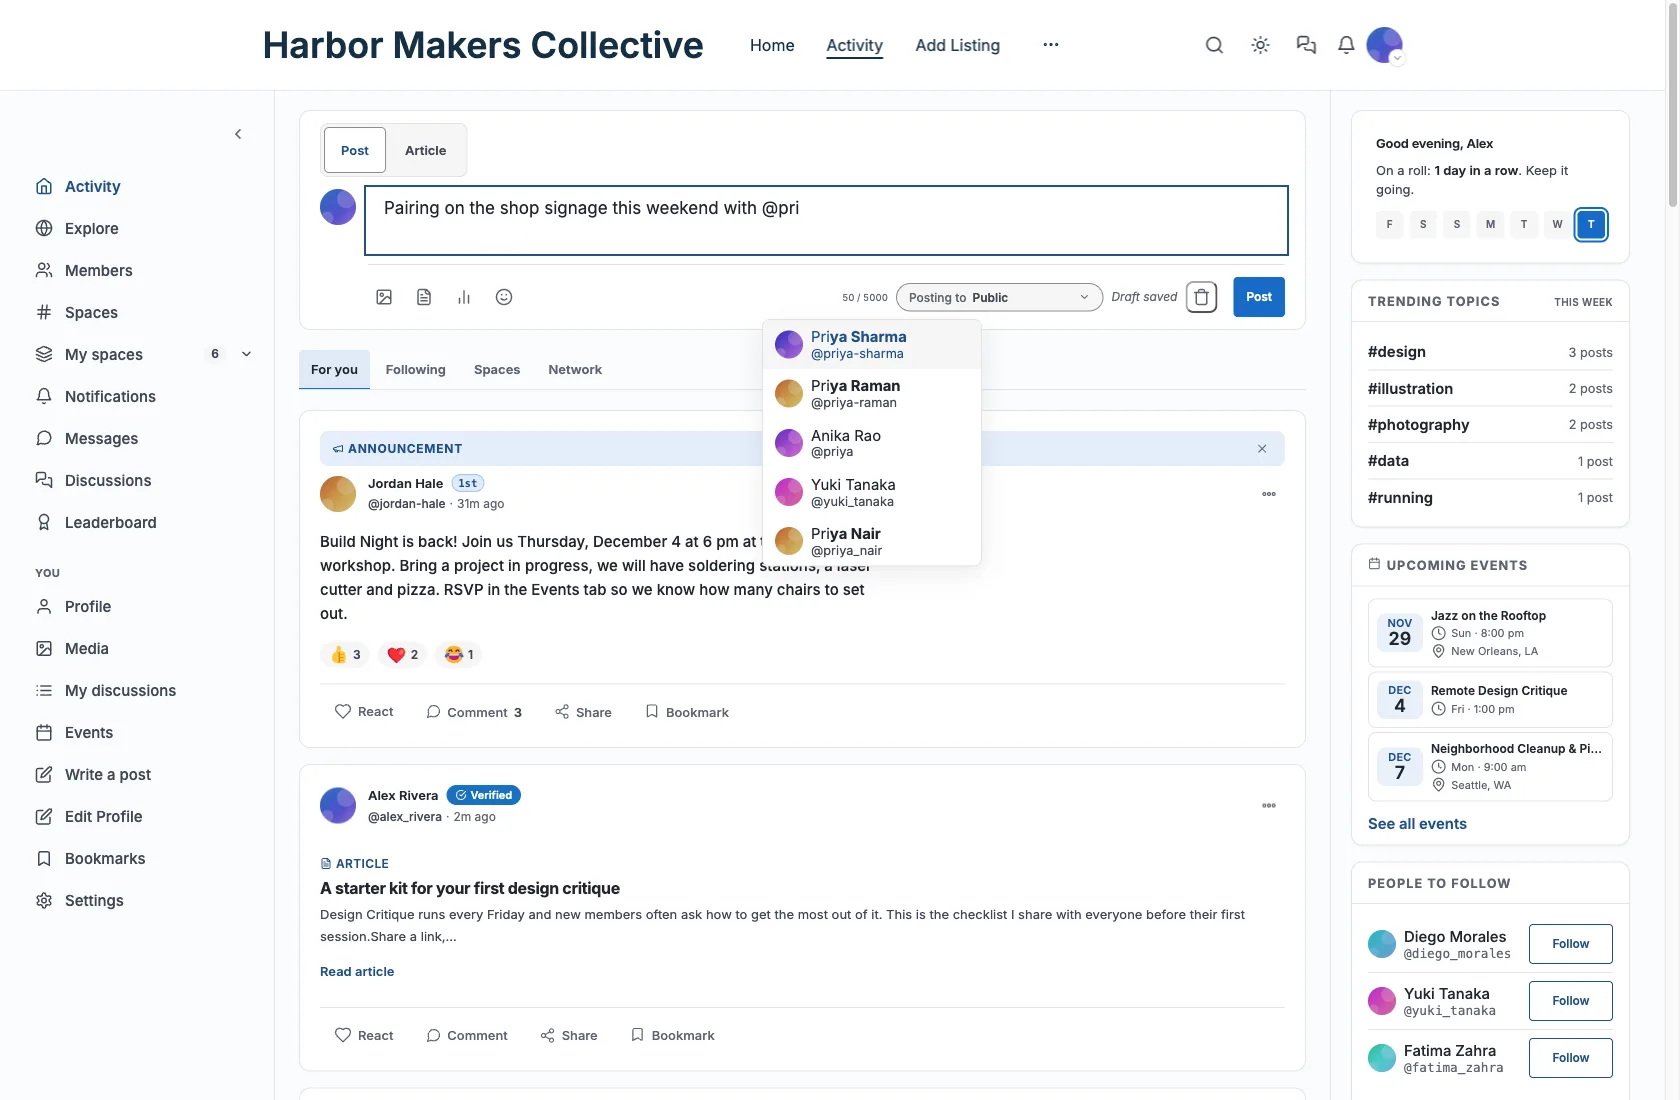 Harbor Makers Collective
Home
Activity
Add Listing
Activity
Explore
Members
Spaces
My spaces 6
Notifications
Messages
Discussions
Leaderboard
YOU
Profile
Media
My discussions
Events
Write a post
Edit Profile
Bookmarks
Settings
Post
Article
Pairing on the shop signage this weekend with @pri
50 / 5000
Posting to Public
Draft saved
Post
Priya Sharma
@priya-sharma
Priya Raman
@priya-raman
Anika Rao
@priya
Yuki Tanaka
@yuki_tanaka
Priya Nair
@priya_nair
For you
Following
Spaces
Network
ANNOUNCEMENT
Jordan Hale 1st
@jordan-hale · 31m ago
Build Night is back! Join us Thursday, December 4 at 6 pm at
workshop. Bring a project in progress, we will have soldering stations, a laser
cutter and pizza. RSVP in the Events tab so we know how many chairs to set
out.
👍 3
❤️ 2
😂 1
React
Comment 3
Share
Bookmark
Alex Rivera Verified
@alex_rivera · 2m ago
ARTICLE
A starter kit for your first design critique
Design Critique runs every Friday and new members often ask how to get the most out of it. This is the checklist I share with everyone before their first
session.Share a link,...
Read article
React
Comment
Share
Bookmark
Good evening, Alex
On a roll: 1 day in a row. Keep it
going.
F S S M T W T
TRENDING TOPICS THIS WEEK
#design 3 posts
#illustration 2 posts
#photography 2 posts
#data 1 post
#running 1 post
UPCOMING EVENTS
NOV
29
Jazz on the Rooftop
Sun · 8:00 pm
New Orleans, LA
DEC
4
Remote Design Critique
Fri · 1:00 pm
DEC
7
Neighborhood Cleanup & Pi...
Mon · 9:00 am
Seattle, WA
See all events
PEOPLE TO FOLLOW
Diego Morales
@diego_morales
Follow
Yuki Tanaka
@yuki_tanaka
Follow
Fatima Zahra
@fatima_zahra
Follow